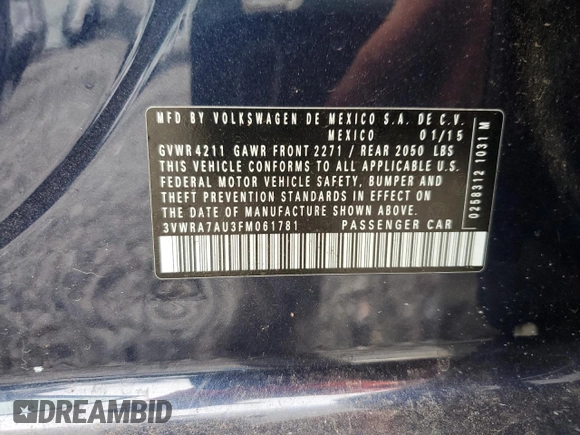 MFD BY VOLKSWAGEN DE MEXICO S.A. DE C.V.
MEXICO 01/15
GVWR 4211 GAWR FRONT 2271 / REAR 2050 LBS
THIS VEHICLE CONFORMS TO ALL APPLICABLE U.S.
FEDERAL MOTOR VEHICLE SAFETY, BUMPER AND
THEFT PREVENTION STANDARDS IN EFFECT ON
THE DATE OF MANUFACTURE SHOWN ABOVE.
3VWRA7AU3FM061781 PASSENGER CAR
0258312 1031 M
DREAMBID